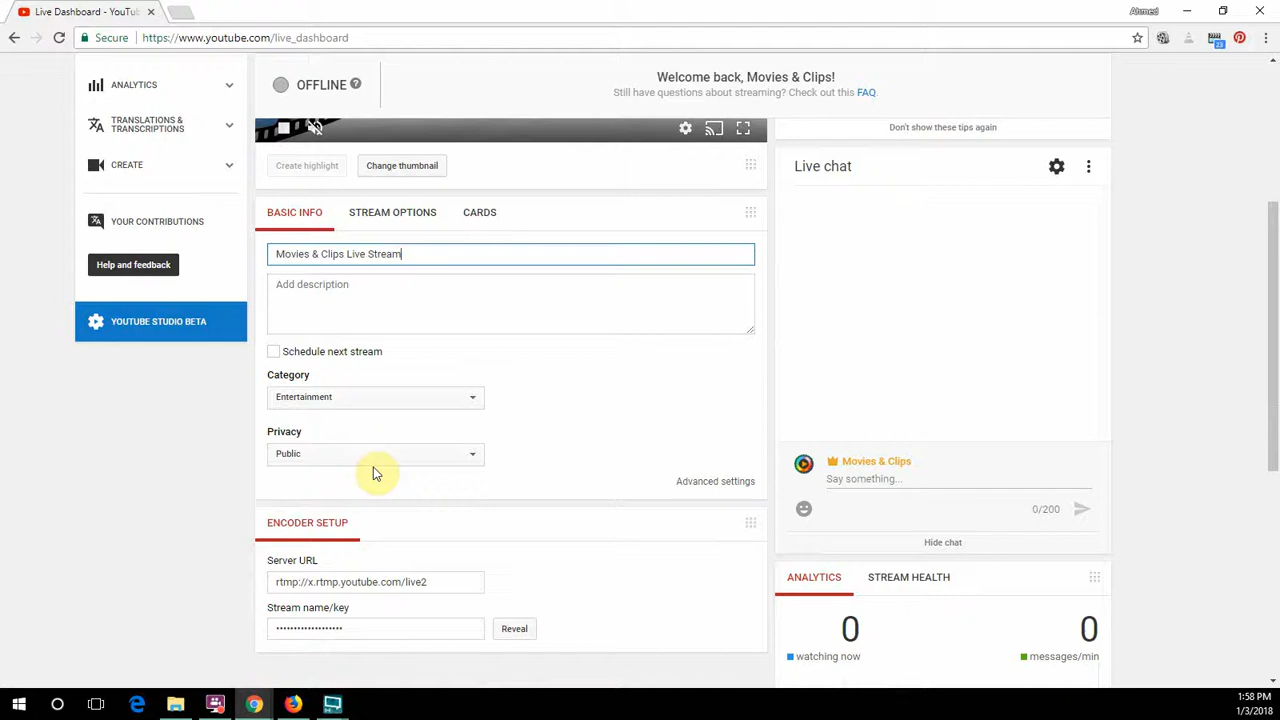 Live Dashboard - YouTu
Ahmed
Secure
https://www.youtube.com/live_dashboard
23
ANALYTICS
TRANSLATIONS &
TRANSCRIPTIONS
CREATE
YOUR CONTRIBUTIONS
Help and feedback
YOUTUBE STUDIO BETA
OFFLINE ?
Welcome back, Movies & Clips!
Still have questions about streaming? Check out this FAQ.
Don't show these tips again
Create highlight
Change thumbnail
BASIC INFO
STREAM OPTIONS
CARDS
Movies & Clips Live Stream
Add description
Schedule next stream
Category
Entertainment
Privacy
Public
Advanced settings
ENCODER SETUP
Server URL
rtmp://x.rtmp.youtube.com/live2
Stream name/key
•••••••••••••••••••
Reveal
Live chat
Movies & Clips
Say something...
0/200
Hide chat
ANALYTICS
STREAM HEALTH
0
0
watching now
messages/min
1:58 PM
1/3/2018